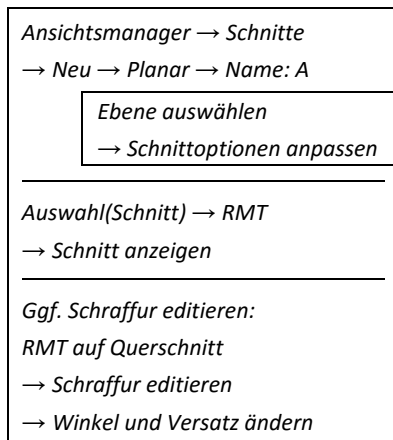 Ansichtsmanager → Schnitte
→ Neu → Planar → Name: A
Ebene auswählen
→ Schnittoptionen anpassen
Auswahl(Schnitt) → RMT
→ Schnitt anzeigen
Ggf. Schraffur editieren:
RMT auf Querschnitt
→ Schraffur editieren
→ Winkel und Versatz ändern